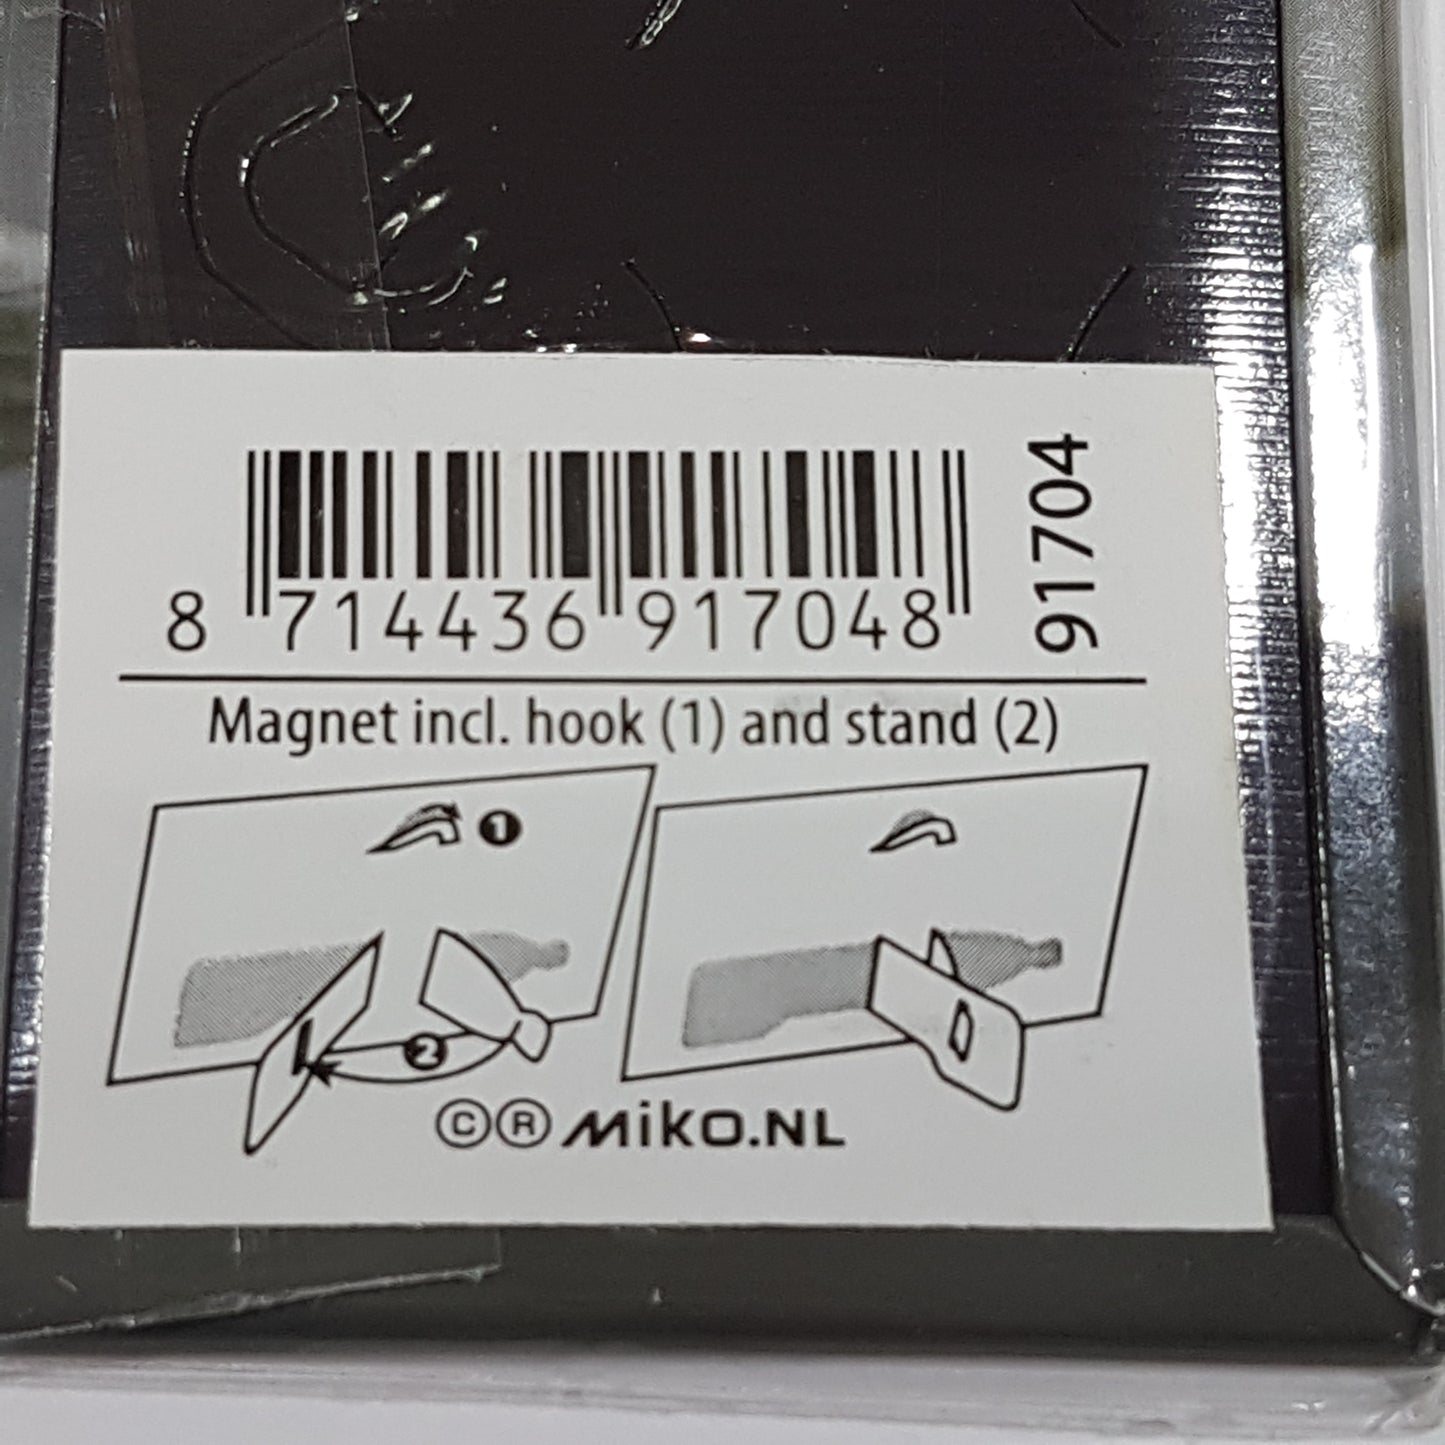 8 714436 917048
91704
Magnet incl. hook (1) and stand (2)
1
2
©® MIKO.NL